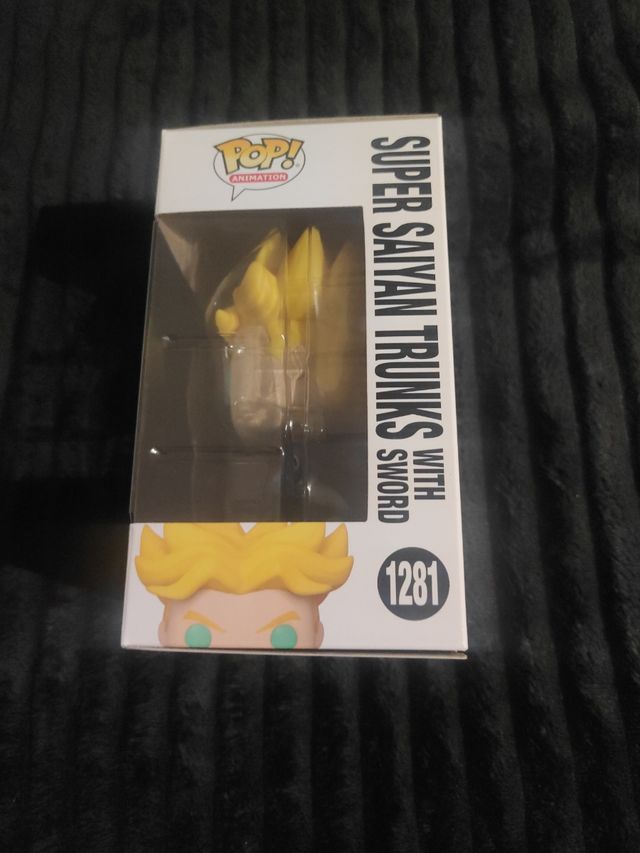 POP!
ANIMATION
SUPER SAIYAN TRUNKS WITH SWORD
1281